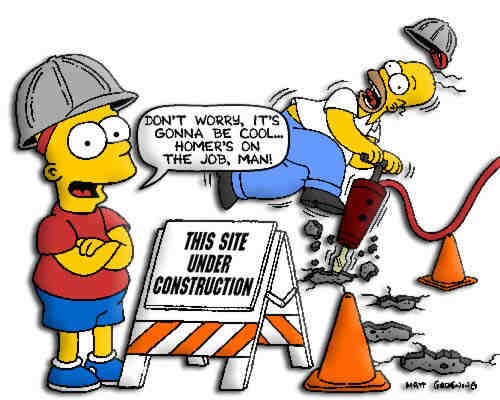 DON'T WORRY, IT'S
GONNA BE COOL...
HOMER'S ON
THE JOB, MAN!
THIS SITE
UNDER
CONSTRUCTION
MATT GROENING